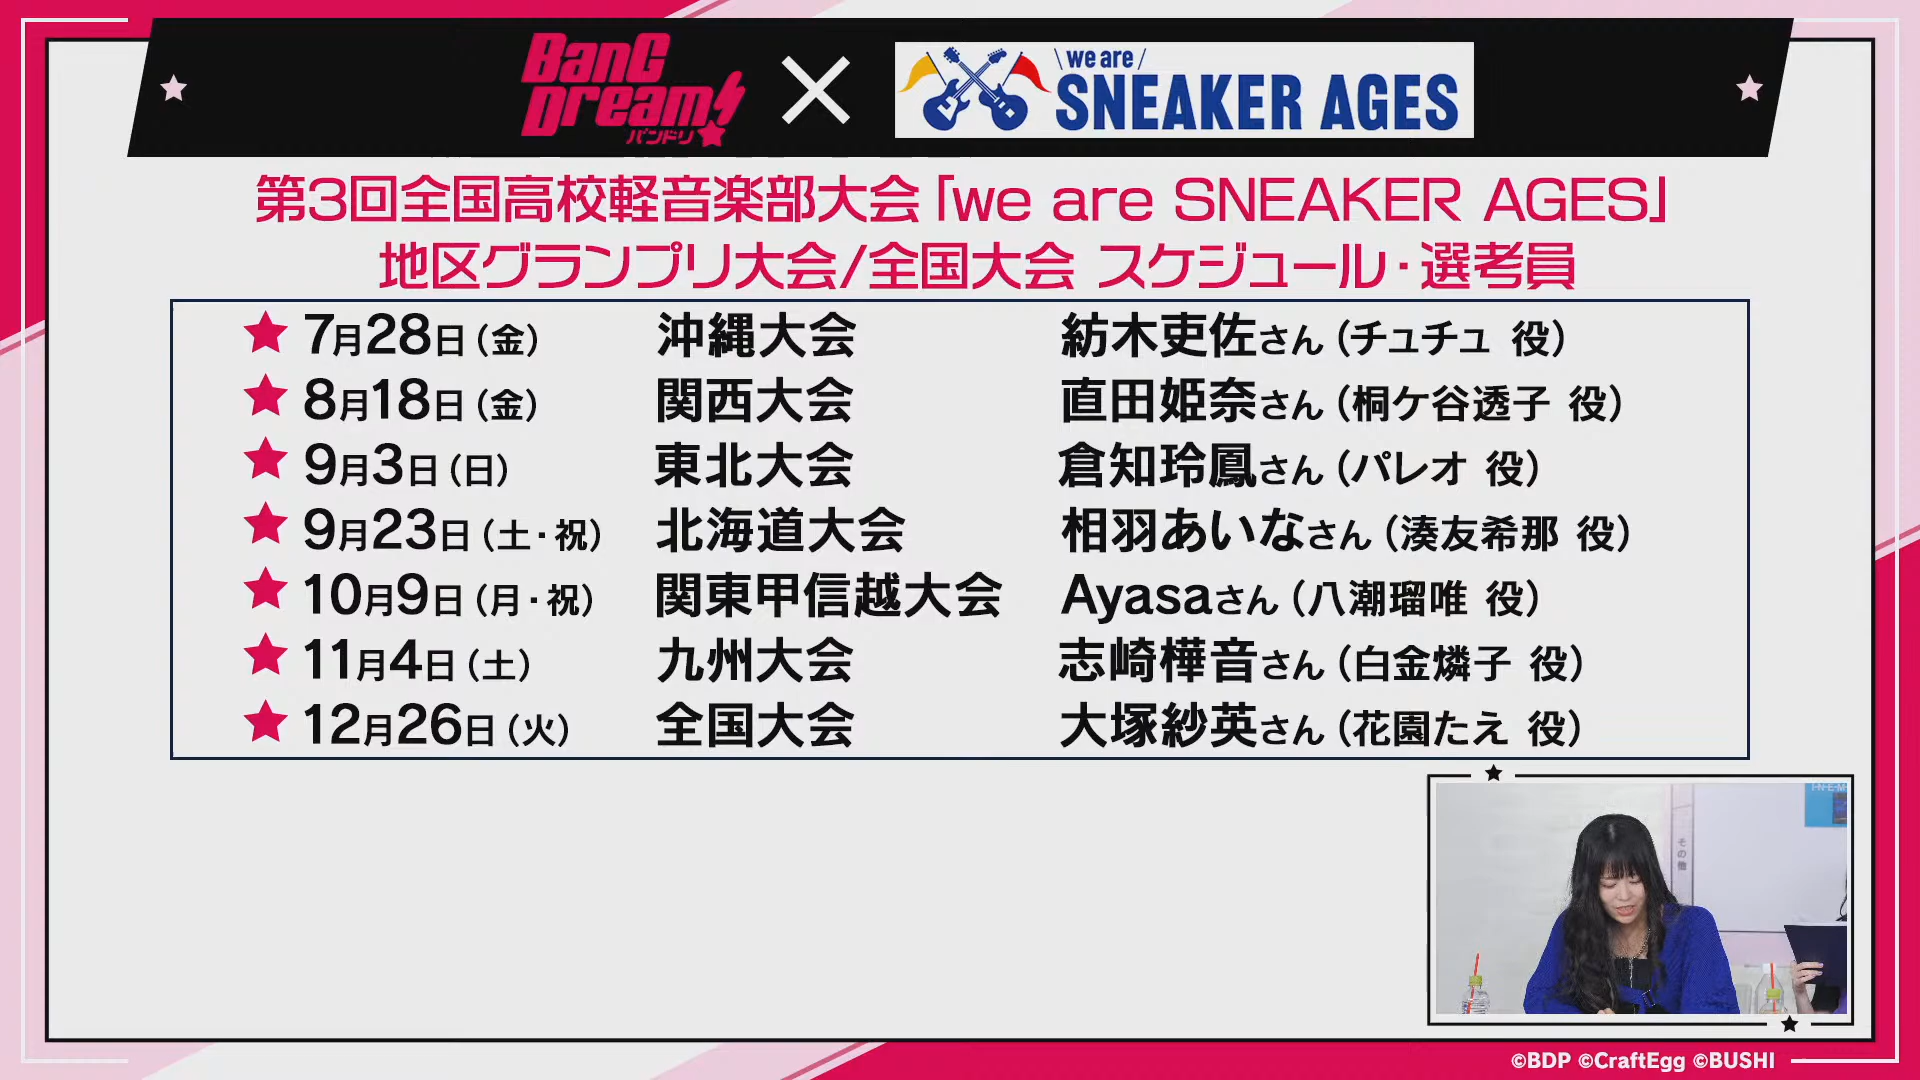 BanG Dream! バンドリ × we are SNEAKER AGES
第3回全国高校軽音楽部大会「we are SNEAKER AGES」
地区グランプリ大会/全国大会 スケジュール・選考員
★ 7月28日（金） 沖縄大会 紡木吏佐さん（チュチュ 役）
★ 8月18日（金） 関西大会 直田姫奈さん（桐ケ谷透子 役）
★ 9月3日（日） 東北大会 倉知玲鳳さん（パレオ 役）
★ 9月23日（土・祝） 北海道大会 相羽あいなさん（湊友希那 役）
★ 10月9日（月・祝） 関東甲信越大会 Ayasaさん（八潮瑠唯 役）
★ 11月4日（土） 九州大会 志崎樺音さん（白金燐子 役）
★ 12月26日（火） 全国大会 大塚紗英さん（花園たえ 役）
その他
©BDP ©CraftEgg ©BUSHI